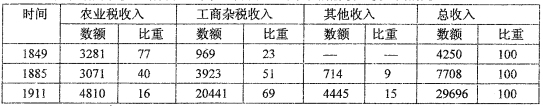 时间 农业税收入 工商杂税收入 其他收入 总收入
数额 比重 数额 比重 数额 比重 数额 比重
1849 3281 77 969 23 — — 4250 100
1885 3071 40 3923 51 714 9 7708 100
1911 4810 16 20441 69 4445 15 29696 100